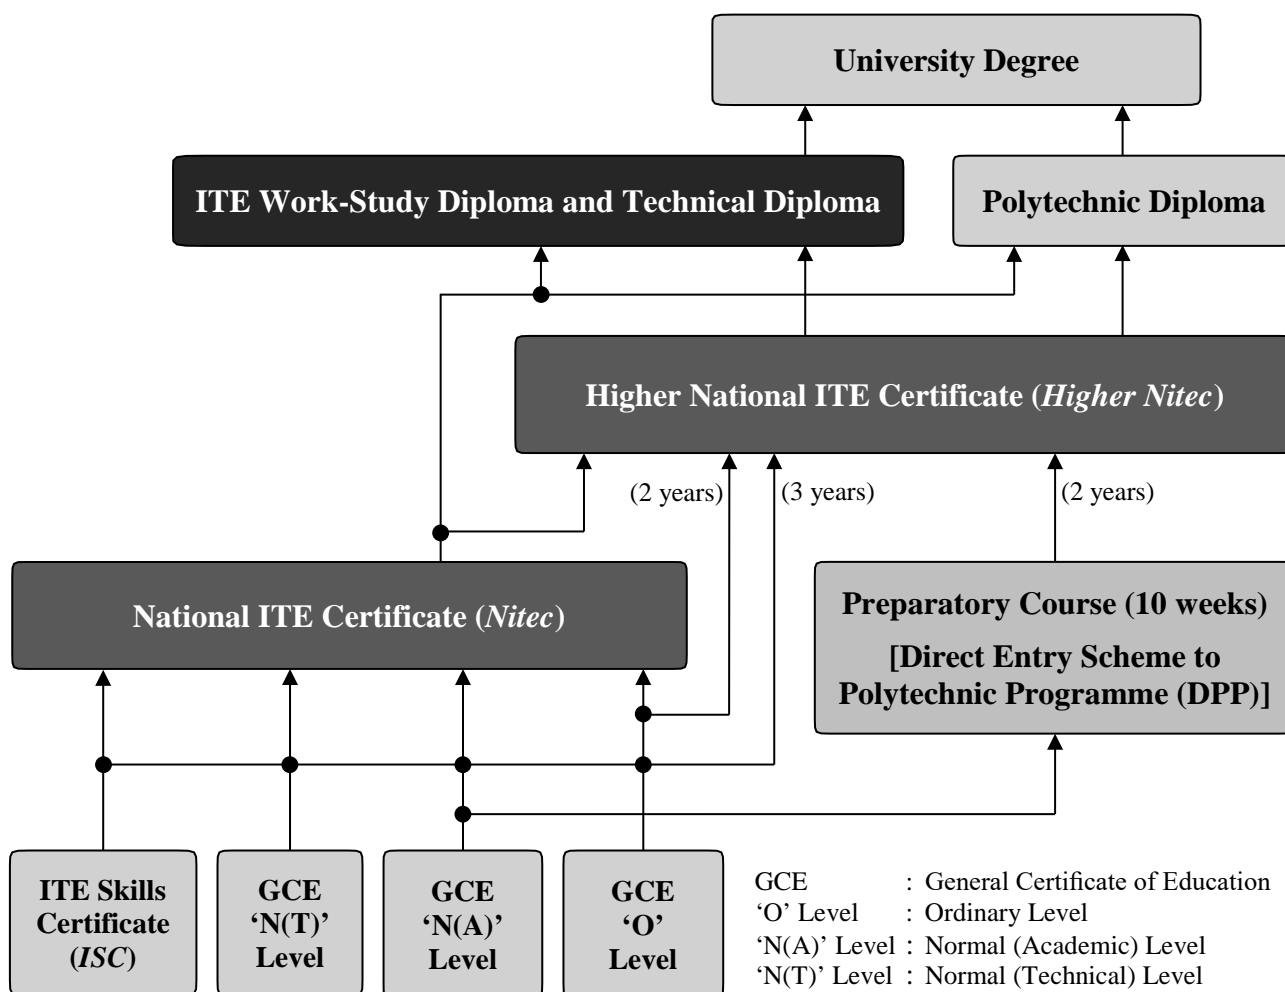 University Degree
ITE Work-Study Diploma and Technical Diploma
Polytechnic Diploma
Higher National ITE Certificate (Higher Nitec)
(2 years)
(3 years)
(2 years)
National ITE Certificate (Nitec)
Preparatory Course (10 weeks)
[Direct Entry Scheme to
Polytechnic Programme (DPP)]
ITE Skills
Certificate
(ISC)
GCE
‘N(T)’
Level
GCE
‘N(A)’
Level
GCE
‘O’
Level
GCE : General Certificate of Education
‘O’ Level : Ordinary Level
‘N(A)’ Level : Normal (Academic) Level
‘N(T)’ Level : Normal (Technical) Level